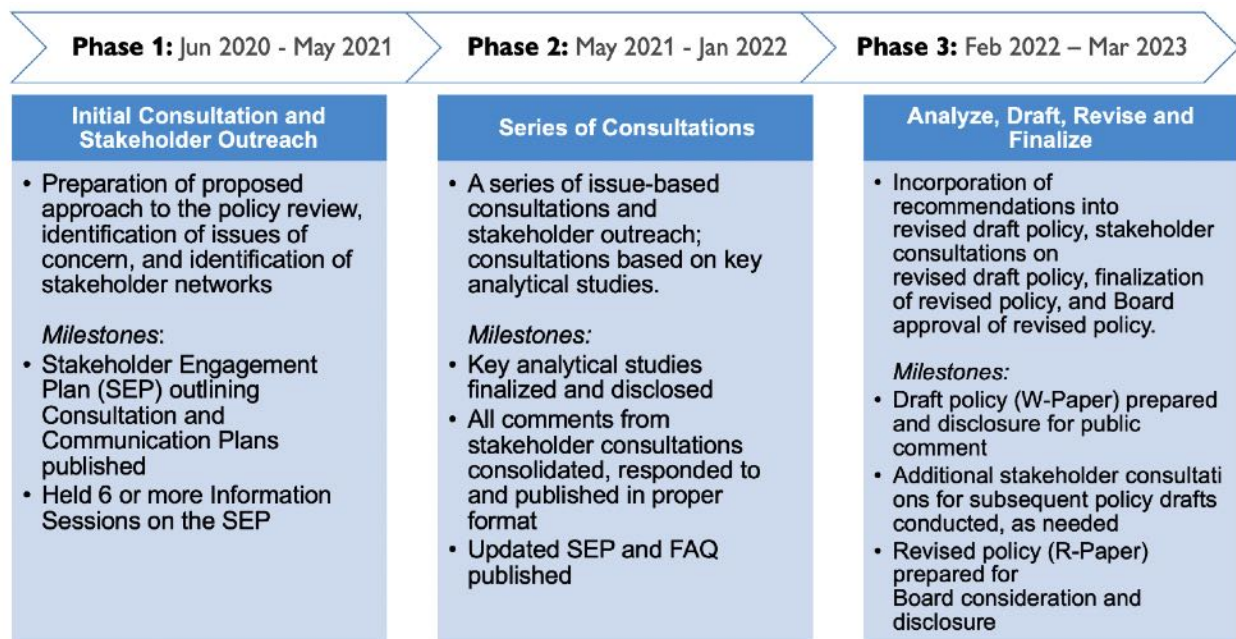 Phase 1: Jun 2020 - May 2021
Phase 2: May 2021 - Jan 2022
Phase 3: Feb 2022 – Mar 2023
Initial Consultation and
Stakeholder Outreach
• Preparation of proposed
approach to the policy review,
identification of issues of
concern, and identification of
stakeholder networks
Milestones:
• Stakeholder Engagement
Plan (SEP) outlining
Consultation and
Communication Plans
published
• Held 6 or more Information
Sessions on the SEP
Series of Consultations
• A series of issue-based
consultations and
stakeholder outreach;
consultations based on key
analytical studies.
Milestones:
• Key analytical studies
finalized and disclosed
• All comments from
stakeholder consultations
consolidated, responded to
and published in proper
format
• Updated SEP and FAQ
published
Analyze, Draft, Revise and
Finalize
• Incorporation of
recommendations into
revised draft policy, stakeholder
consultations on
revised draft policy, finalization
of revised policy, and Board
approval of revised policy.
Milestones:
• Draft policy (W-Paper) prepared
and disclosure for public
comment
• Additional stakeholder consultati
ons for subsequent policy drafts
conducted, as needed
• Revised policy (R-Paper)
prepared for
Board consideration and
disclosure